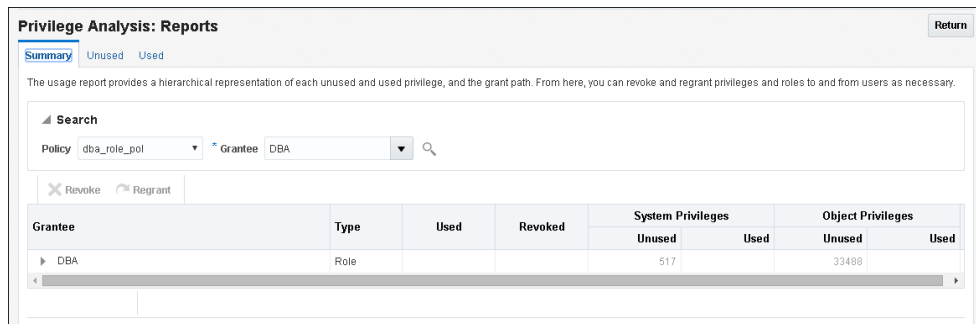 Privilege Analysis: Reports
Return
Summary Unused Used
The usage report provides a hierarchical representation of each unused and used privilege, and the grant path. From here, you can revoke and regrant privileges and roles to and from users as necessary.
Search
Policy dba_role_pol * Grantee DBA
Revoke Regrant
Grantee Type Used Revoked System Privileges Object Privileges
Unused Used Unused Used
DBA Role 517 33488